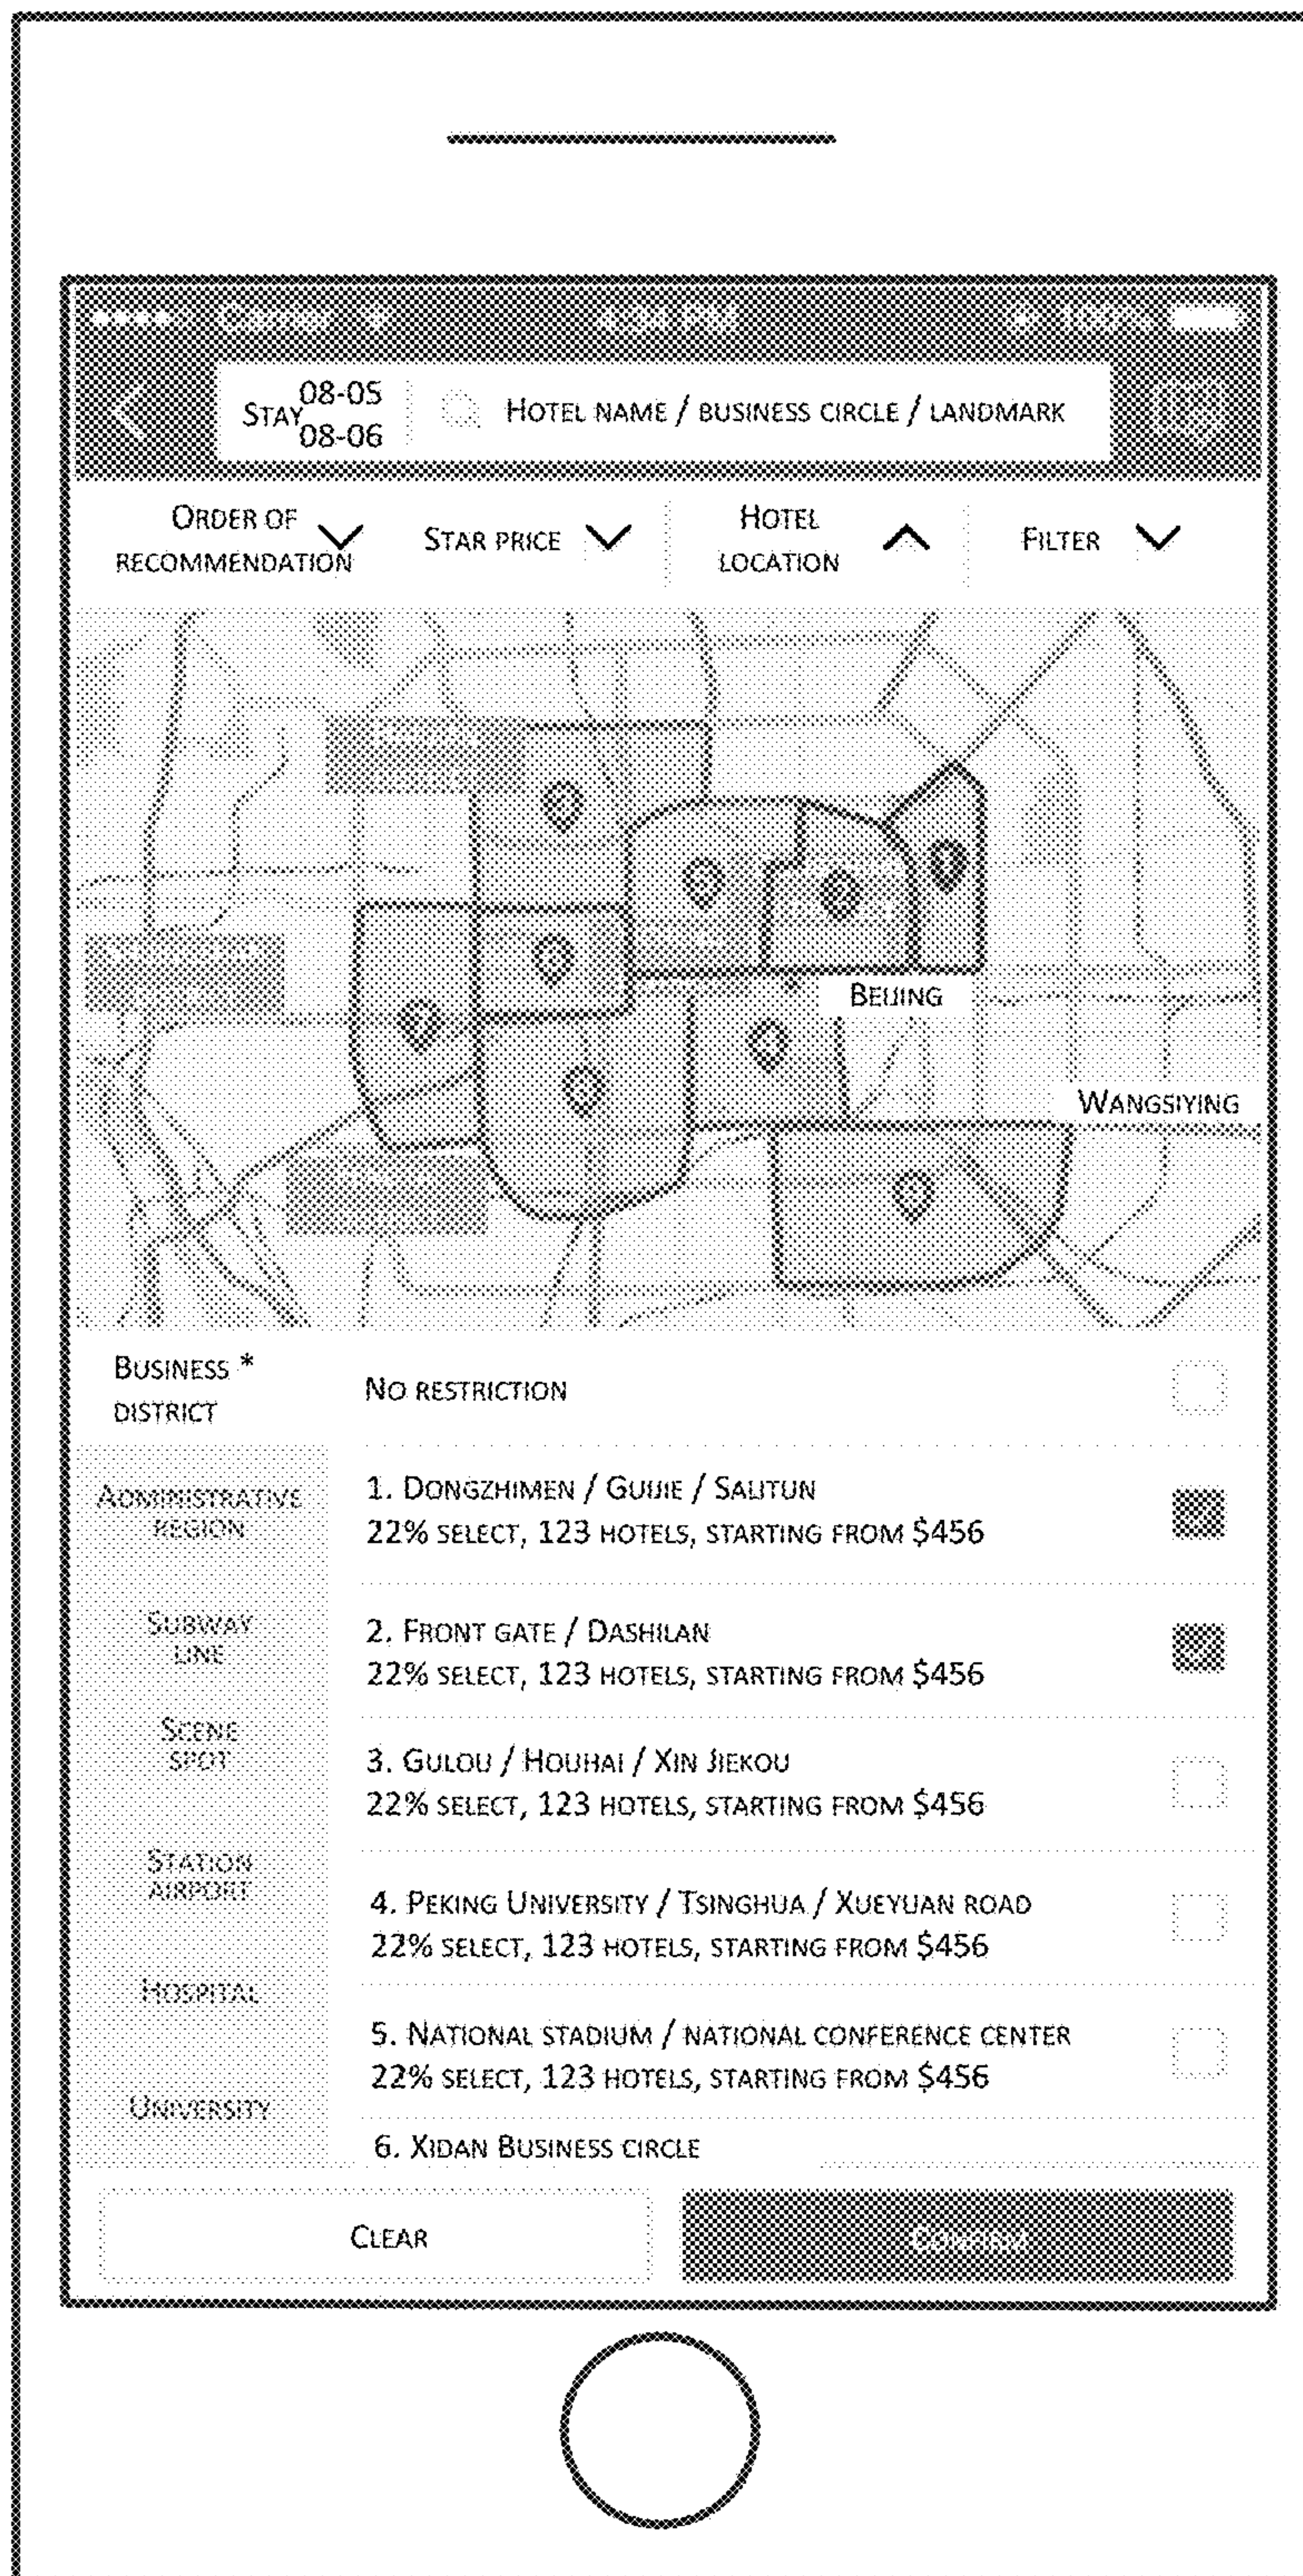 Carrier
100%
STAY 08-05
08-06
HOTEL NAME / BUSINESS CIRCLE / LANDMARK
ORDER OF
RECOMMENDATION
STAR PRICE
HOTEL
LOCATION
FILTER
BEIJING
WANGSIYING
BUSINESS *
DISTRICT
NO RESTRICTION
ADMINISTRATIVE
REGION
SUBWAY
LINE
SCENE
SPOT
STATION
AIRPORT
HOSPITAL
UNIVERSITY
1. DONGZHIMEN / GUIJIE / SALITUN
22% SELECT, 123 HOTELS, STARTING FROM $456
2. FRONT GATE / DASHILAN
22% SELECT, 123 HOTELS, STARTING FROM $456
3. GULOU / HOUHAI / XIN JIEKOU
22% SELECT, 123 HOTELS, STARTING FROM $456
4. PEKING UNIVERSITY / TSINGHUA / XUEYUAN ROAD
22% SELECT, 123 HOTELS, STARTING FROM $456
5. NATIONAL STADIUM / NATIONAL CONFERENCE CENTER
22% SELECT, 123 HOTELS, STARTING FROM $456
6. XIDAN BUSINESS CIRCLE
CLEAR
CONFIRM